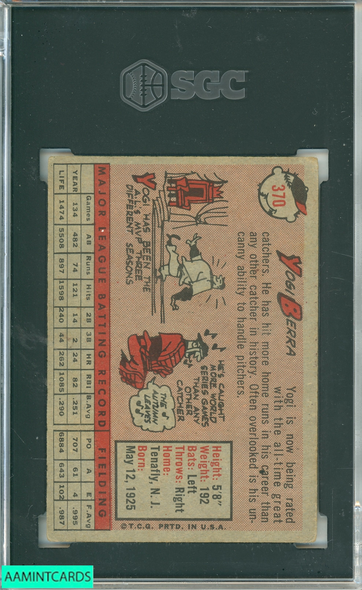 SGC
370
YOGI BERRA
Yogi is now being rated
with the all-time great
catchers. He has hit more home runs in his career than
any other catcher in history. Often overlooked is his un-
canny ability to handle pitchers.
YOGI HAS BEEN THE
A.L.'S MVP THREE
DIFFERENT SEASONS.
HE'S CAUGHT
MORE WORLD
SERIES GAMES
THAN ANY
OTHER
CATCHER
THE
AUTUMN
LEAVES
Height: 5'8"
Weight: 192
Bats: Left
Throws: Right
Home:
Tenafly, N. J.
Born:
May 12, 1925
©T.C.G. PRTD. IN U.S.A.
MAJOR LEAGUE BATTING RECORD FIELDING
Games AB Runs Hits 2B 3B HR RBI B.Avg PO A E F.Avg
YEAR 134 482 74 121 14 2 24 82 .251 707 61 4 .995
LIFE 1474 5508 897 1598 240 44 262 1085 .290 6884 643 102 .987
AAMINTCARDS